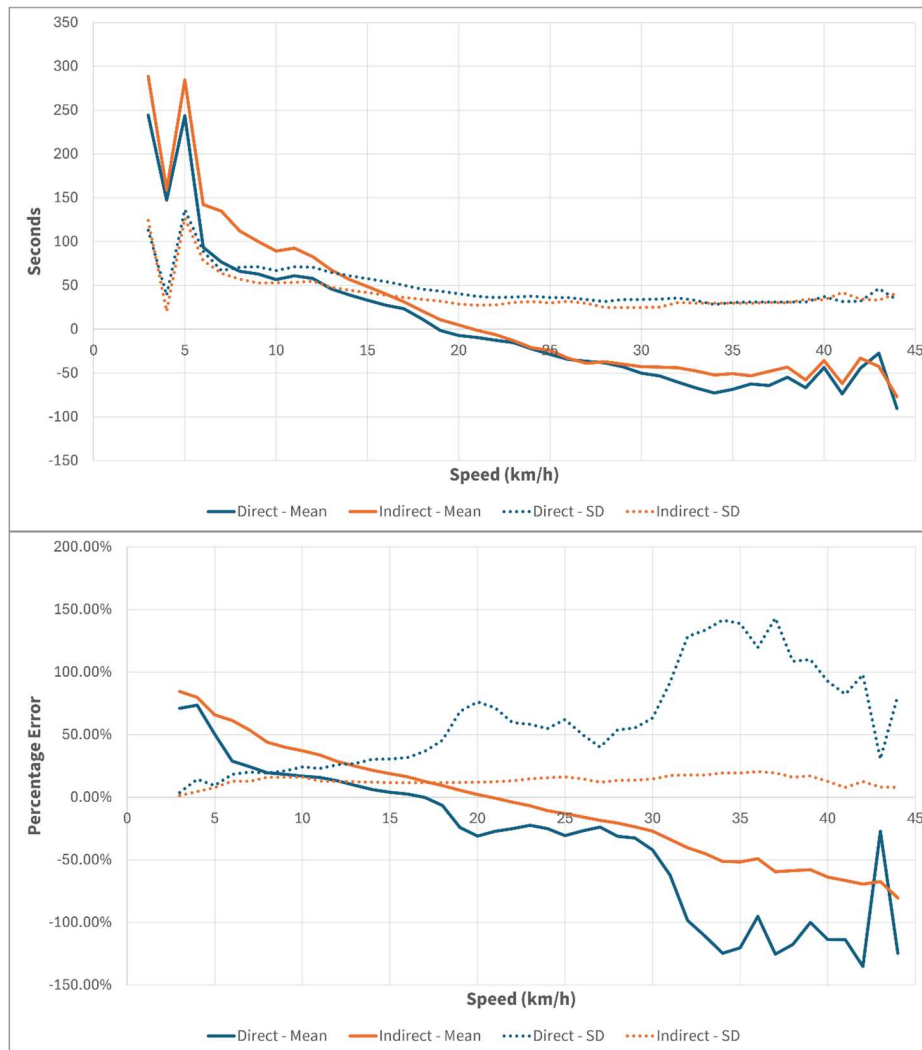 350
300
250
200
150
100
50
0
-50
-100
-150
Seconds
0 5 10 15 20 25 30 35 40 45
Speed (km/h)
Direct - Mean Indirect - Mean Direct - SD Indirect - SD
200.00%
150.00%
100.00%
50.00%
0.00%
-50.00%
-100.00%
-150.00%
Percentage Error
0 5 10 15 20 25 30 35 40 45
Speed (km/h)
Direct - Mean Indirect - Mean Direct - SD Indirect - SD